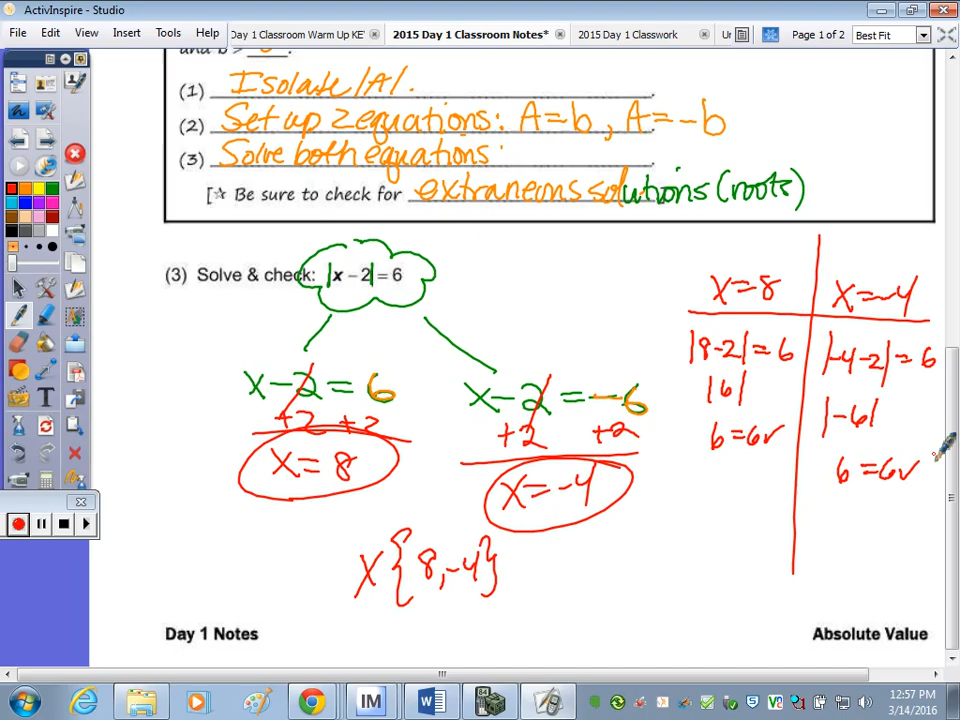 ActivInspire - Studio
File Edit View Insert Tools Help
Day 1 Classroom Warm Up KE
2015 Day 1 Classroom Notes*
2015 Day 1 Classwork
Ur
Page 1 of 2
Best Fit
and b >
(1) Isolate |A|.
(2) Set up 2 equations: A=b, A=-b
(3) Solve both equations.
[☆ Be sure to check for extraneous solutions (roots)
(3) Solve & check: |x – 2| = 6
x-2 = 6
+2 +2
x = 8
x-2 = -6
+2 +2
x = -4
x{8,-4}
x=8
|8-2| = 6
|6|
6=6✓
x=-4
|-4-2| = 6
|-6|
6=6✓
Day 1 Notes
Absolute Value
IM
12:57 PM
3/14/2016